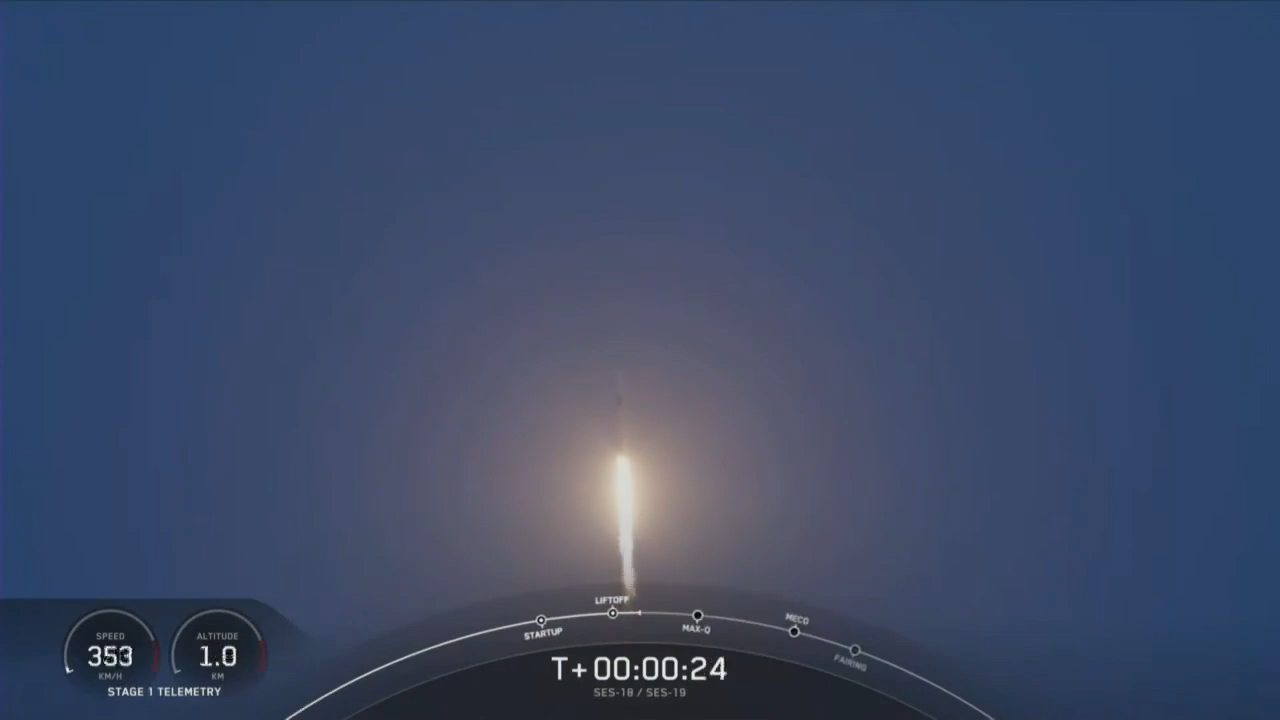 LIFTOFF
STARTUP
MAX-Q
MECO
FAIRING
SPEED
353
KM/H
ALTITUDE
1.0
KM
STAGE 1 TELEMETRY
T+00:00:24
SES-18 / SES-19